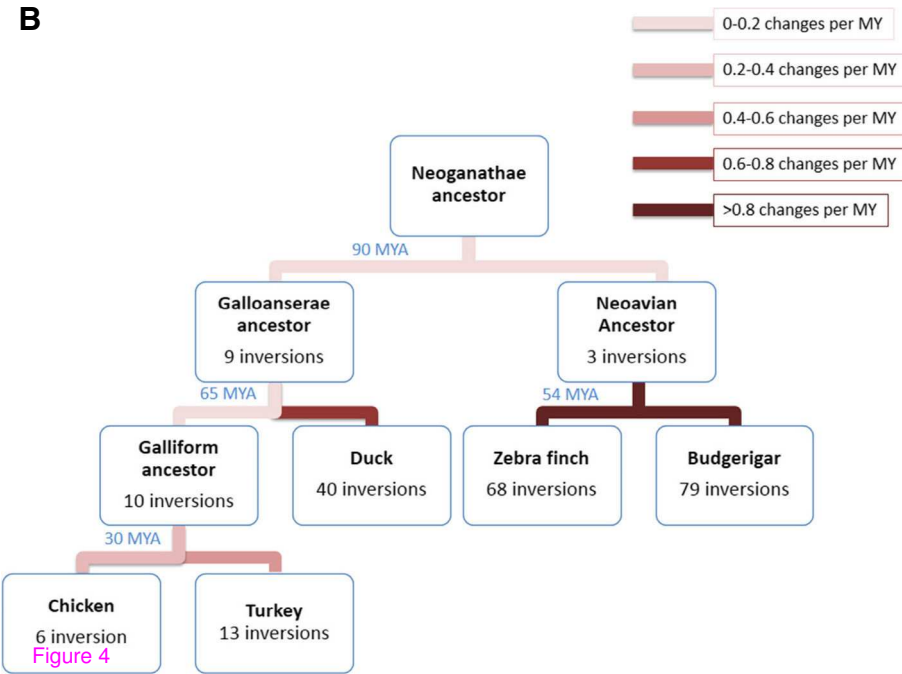 B
0-0.2 changes per MY
0.2-0.4 changes per MY
0.4-0.6 changes per MY
0.6-0.8 changes per MY
>0.8 changes per MY
Neoganathae
ancestor
90 MYA
Galloanserae
ancestor
9 inversions
Neoavian
Ancestor
3 inversions
65 MYA
54 MYA
Galliform
ancestor
10 inversions
Duck
40 inversions
Zebra finch
68 inversions
Budgerigar
79 inversions
30 MYA
Chicken
6 inversion
Turkey
13 inversions
Figure 4